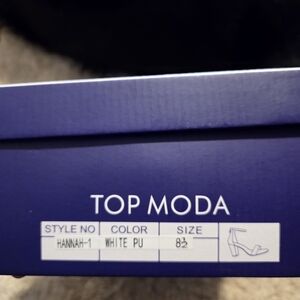 TOP MODA
STYLE NO COLOR SIZE
HANNAH-1 WHITE PU 8½